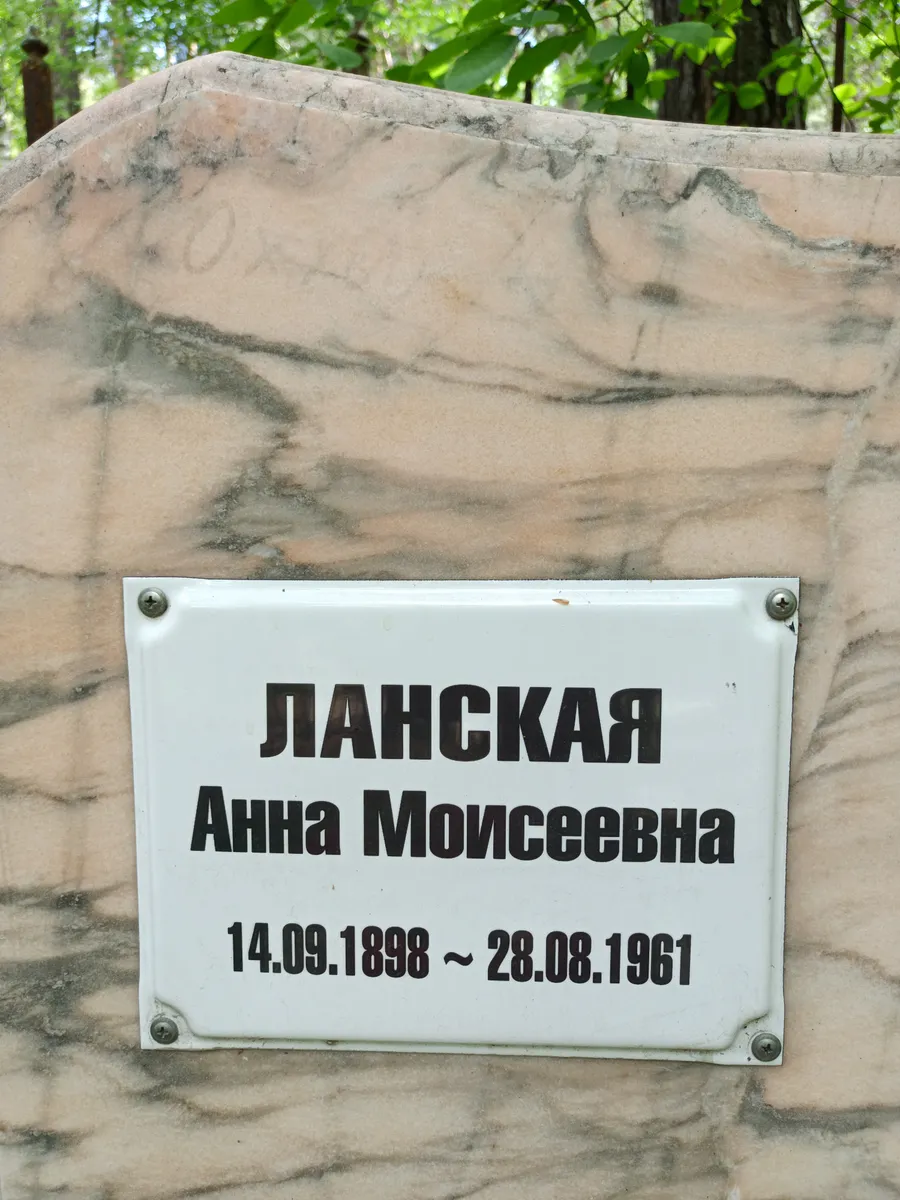 ЛАНСКАЯ
Анна Моисеевна
14.09.1898 ~ 28.08.1961